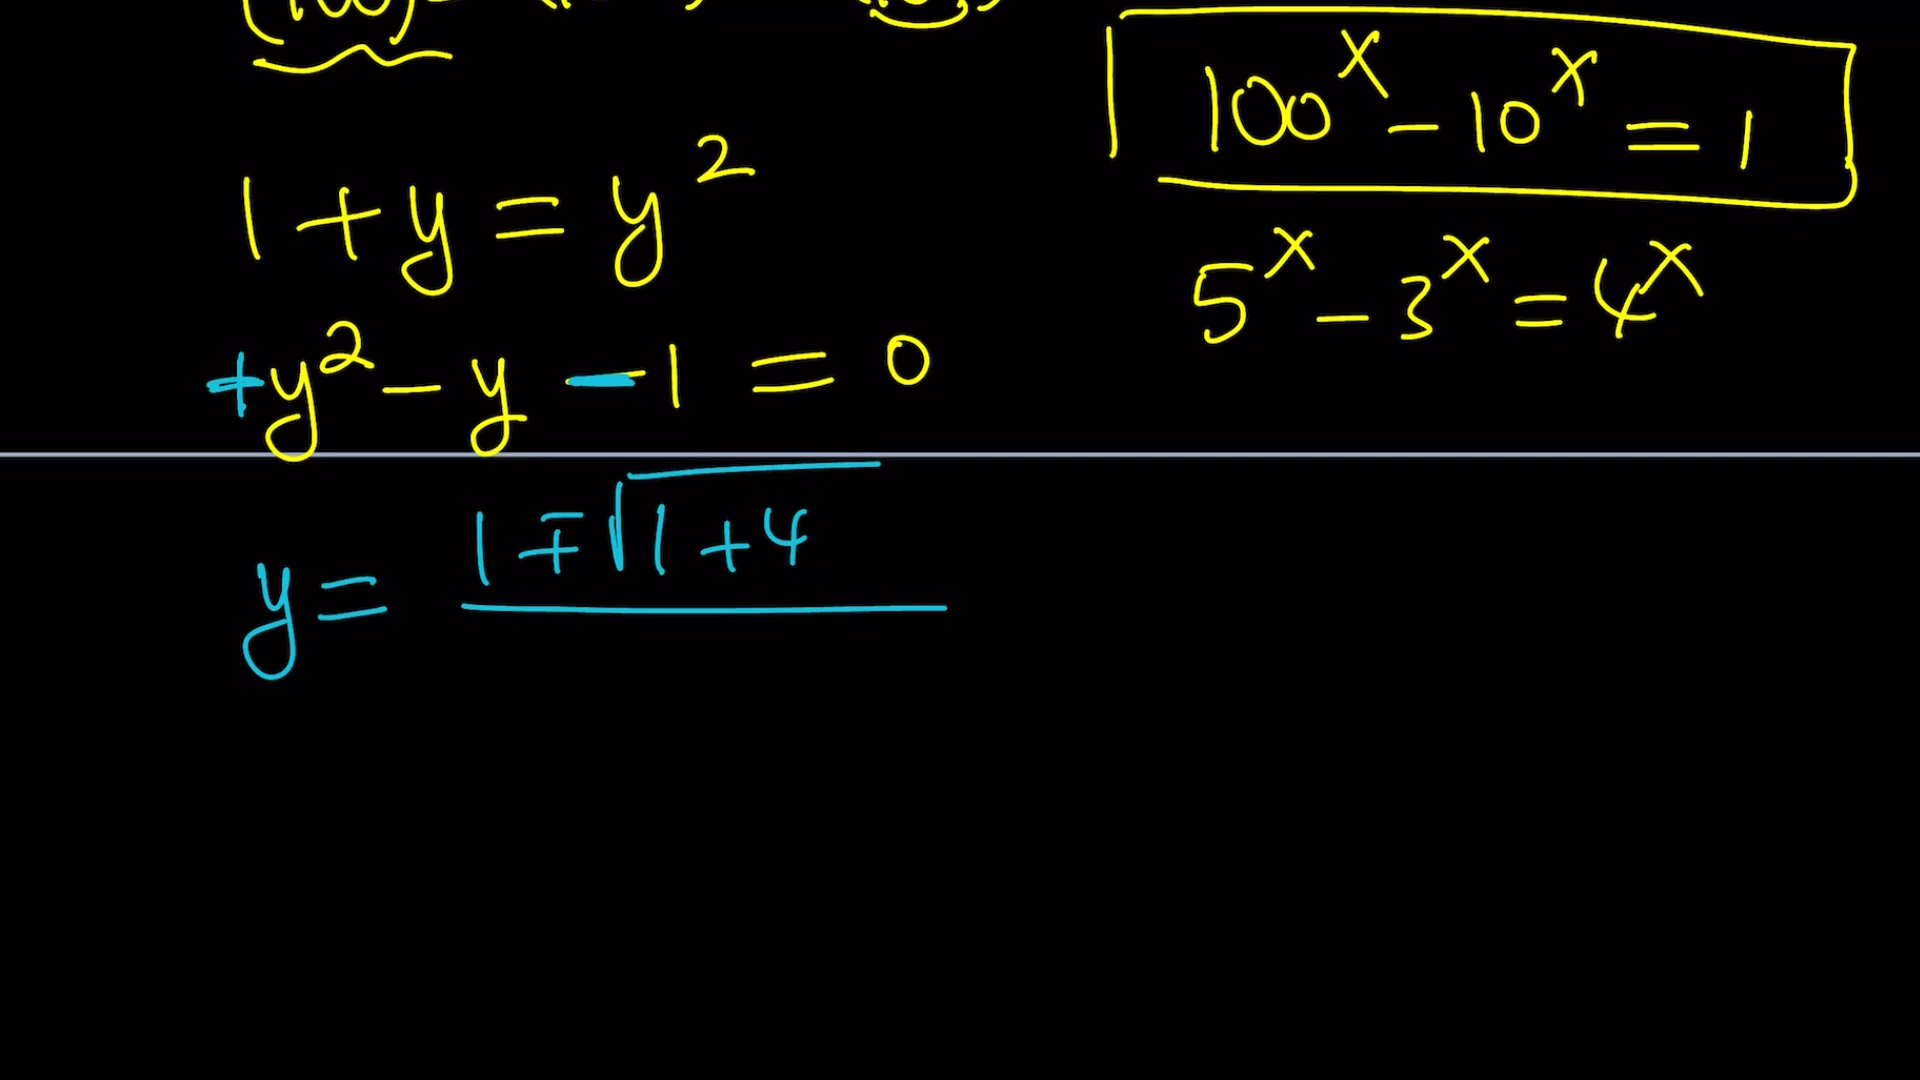 100^x - 10^x = 1
1 + y = y^2
5^x - 3^x = 4^x
+y^2 - y - 1 = 0
y = 1 ∓ √1 + 4